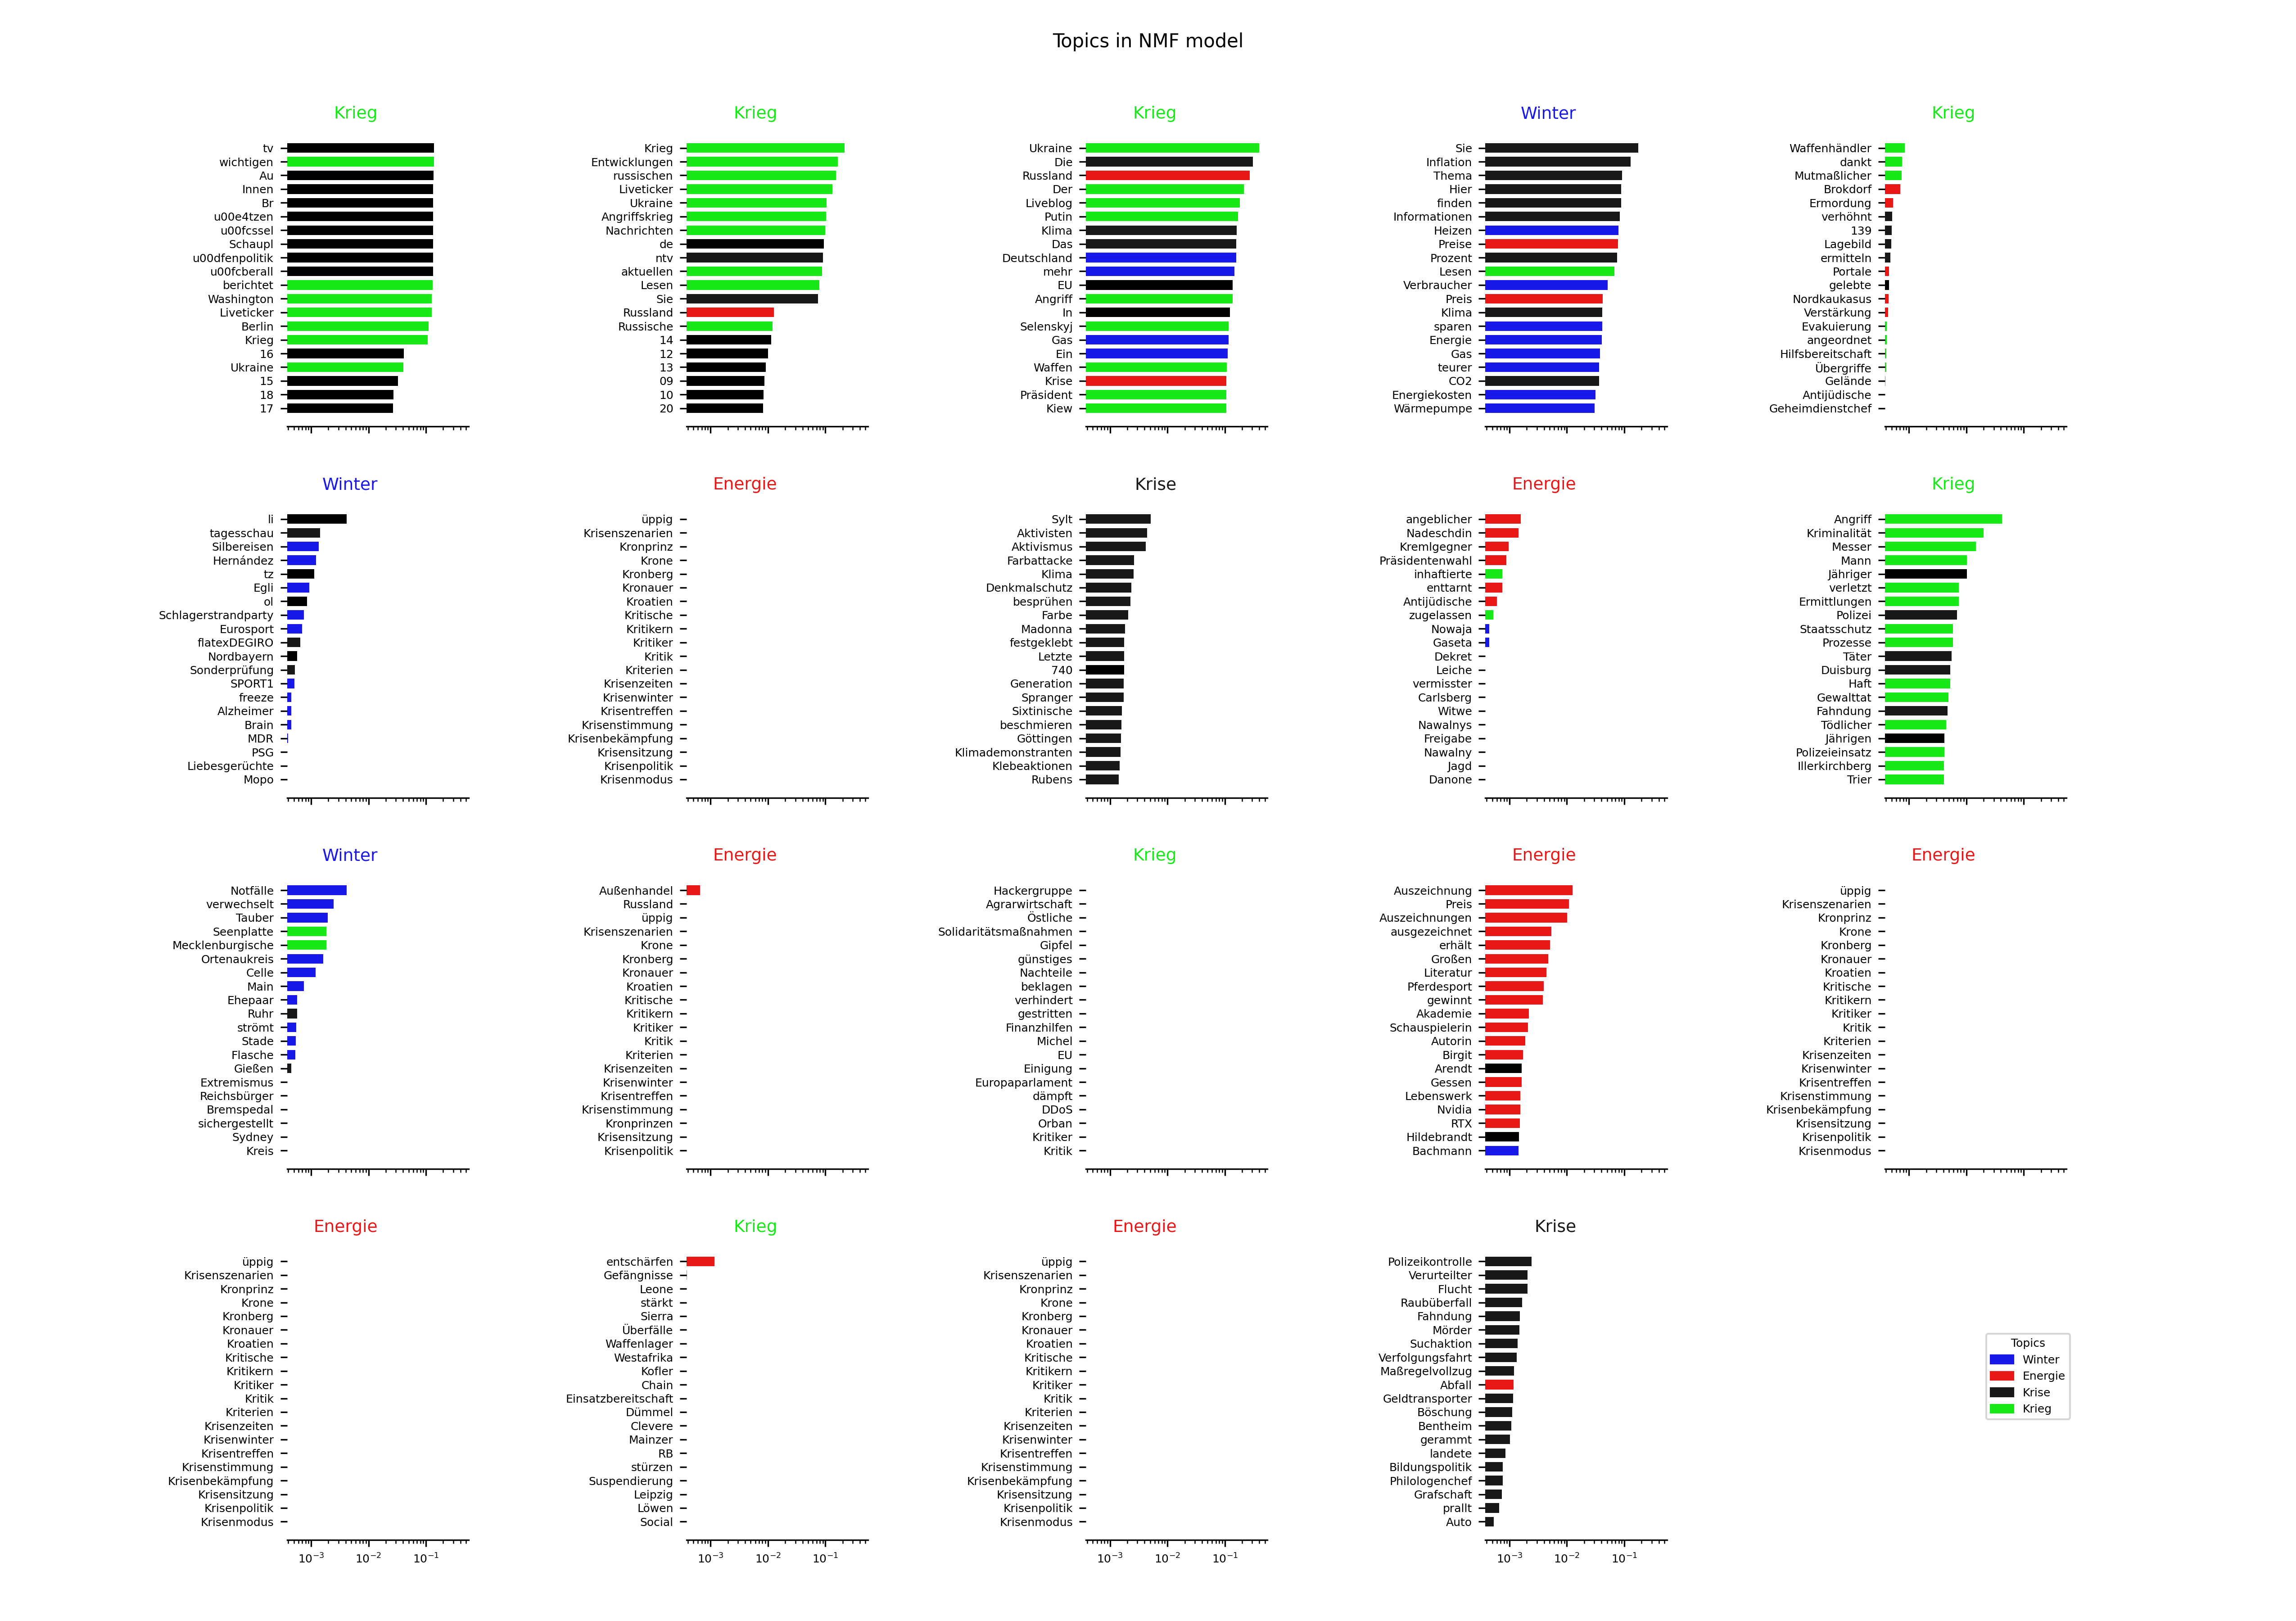 Topics in NMF model
Krieg
tv
wichtigen
Au
Innen
Br
u00e4tzen
u00fcssel
Schaupl
u00dfenpolitik
u00fcberall
berichtet
Washington
Liveticker
Berlin
Krieg
16
Ukraine
15
18
17
Krieg
Krieg
Entwicklungen
russischen
Liveticker
Ukraine
Angriffskrieg
Nachrichten
de
ntv
aktuellen
Lesen
Sie
Russland
Russische
14
12
13
09
10
20
Krieg
Ukraine
Die
Russland
Der
Liveblog
Putin
Klima
Das
Deutschland
mehr
EU
Angriff
In
Selenskyj
Gas
Ein
Waffen
Krise
Präsident
Kiew
Winter
Sie
Inflation
Thema
Hier
finden
Informationen
Heizen
Preise
Prozent
Lesen
Verbraucher
Preis
Klima
sparen
Energie
Gas
teurer
CO2
Energiekosten
Wärmepumpe
Krieg
Waffenhändler
dankt
Mutmaßlicher
Brokdorf
Ermordung
verhöhnt
139
Lagebild
ermitteln
Portale
gelebte
Nordkaukasus
Verstärkung
Evakuierung
angeordnet
Hilfsbereitschaft
Übergriffe
Gelände
Antijüdische
Geheimdienstchef
Winter
li
tagesschau
Silbereisen
Hernández
tz
Egli
ol
Schlagerstrandparty
Eurosport
flatexDEGIRO
Nordbayern
Sonderprüfung
SPORT1
freeze
Alzheimer
Brain
MDR
PSG
Liebesgerüchte
Mopo
Energie
üppig
Krisenszenarien
Kronprinz
Krone
Kronberg
Kronauer
Kroatien
Kritische
Kritikern
Kritiker
Kritik
Kriterien
Krisenzeiten
Krisenwinter
Krisentreffen
Krisenstimmung
Krisenbekämpfung
Krisensitzung
Krisenpolitik
Krisenmodus
Krise
Sylt
Aktivisten
Aktivismus
Farbattacke
Klima
Denkmalschutz
besprühen
Farbe
Madonna
festgeklebt
Letzte
740
Generation
Spranger
Sixtinische
beschmieren
Göttingen
Klimademonstranten
Klebeaktionen
Rubens
Energie
angeblicher
Nadeschdin
Kremlgegner
Präsidentenwahl
inhaftierte
enttarnt
Antijüdische
zugelassen
Nowaja
Gaseta
Dekret
Leiche
vermisster
Carlsberg
Witwe
Nawalnys
Freigabe
Nawalny
Jagd
Danone
Krieg
Angriff
Kriminalität
Messer
Mann
Jähriger
verletzt
Ermittlungen
Polizei
Staatsschutz
Prozesse
Täter
Duisburg
Haft
Gewalttat
Fahndung
Tödlicher
Jährigen
Polizeieinsatz
Illerkirchberg
Trier
Winter
Notfälle
verwechselt
Tauber
Seenplatte
Mecklenburgische
Ortenaukreis
Celle
Main
Ehepaar
Ruhr
strömt
Stade
Flasche
Gießen
Extremismus
Reichsbürger
Bremspedal
sichergestellt
Sydney
Kreis
Energie
Außenhandel
Russland
üppig
Krisenszenarien
Krone
Kronberg
Kronauer
Kroatien
Kritische
Kritikern
Kritiker
Kritik
Kriterien
Krisenzeiten
Krisenwinter
Krisentreffen
Krisenstimmung
Kronprinzen
Krisensitzung
Krisenpolitik
Krieg
Hackergruppe
Agrarwirtschaft
Östliche
Solidaritätsmaßnahmen
Gipfel
günstiges
Nachteile
beklagen
verhindert
gestritten
Finanzhilfen
Michel
EU
Einigung
Europaparlament
dämpft
DDoS
Orban
Kritiker
Kritik
Energie
Auszeichnung
Preis
Auszeichnungen
ausgezeichnet
erhält
Großen
Literatur
Pferdesport
gewinnt
Akademie
Schauspielerin
Autorin
Birgit
Arendt
Gessen
Lebenswerk
Nvidia
RTX
Hildebrandt
Bachmann
Energie
üppig
Krisenszenarien
Kronprinz
Krone
Kronberg
Kronauer
Kroatien
Kritische
Kritikern
Kritiker
Kritik
Kriterien
Krisenzeiten
Krisenwinter
Krisentreffen
Krisenstimmung
Krisenbekämpfung
Krisensitzung
Krisenpolitik
Krisenmodus
Energie
üppig
Krisenszenarien
Kronprinz
Krone
Kronberg
Kronauer
Kroatien
Kritische
Kritikern
Kritiker
Kritik
Kriterien
Krisenzeiten
Krisenwinter
Krisentreffen
Krisenstimmung
Krisenbekämpfung
Krisensitzung
Krisenpolitik
Krisenmodus
10⁻³ 10⁻² 10⁻¹
Krieg
entschärfen
Gefängnisse
Leone
stärkt
Sierra
Überfälle
Waffenlager
Westafrika
Kofler
Chain
Einsatzbereitschaft
Dümmel
Clevere
Mainzer
RB
stürzen
Suspendierung
Leipzig
Löwen
Social
10⁻³ 10⁻² 10⁻¹
Energie
üppig
Krisenszenarien
Kronprinz
Krone
Kronberg
Kronauer
Kroatien
Kritische
Kritikern
Kritiker
Kritik
Kriterien
Krisenzeiten
Krisenwinter
Krisentreffen
Krisenstimmung
Krisenbekämpfung
Krisensitzung
Krisenpolitik
Krisenmodus
10⁻³ 10⁻² 10⁻¹
Krise
Polizeikontrolle
Verurteilter
Flucht
Raubüberfall
Fahndung
Mörder
Suchaktion
Verfolgungsfahrt
Maßregelvollzug
Abfall
Geldtransporter
Böschung
Bentheim
gerammt
landete
Bildungspolitik
Philologenchef
Grafschaft
prallt
Auto
10⁻³ 10⁻² 10⁻¹
Topics
Winter
Energie
Krise
Krieg